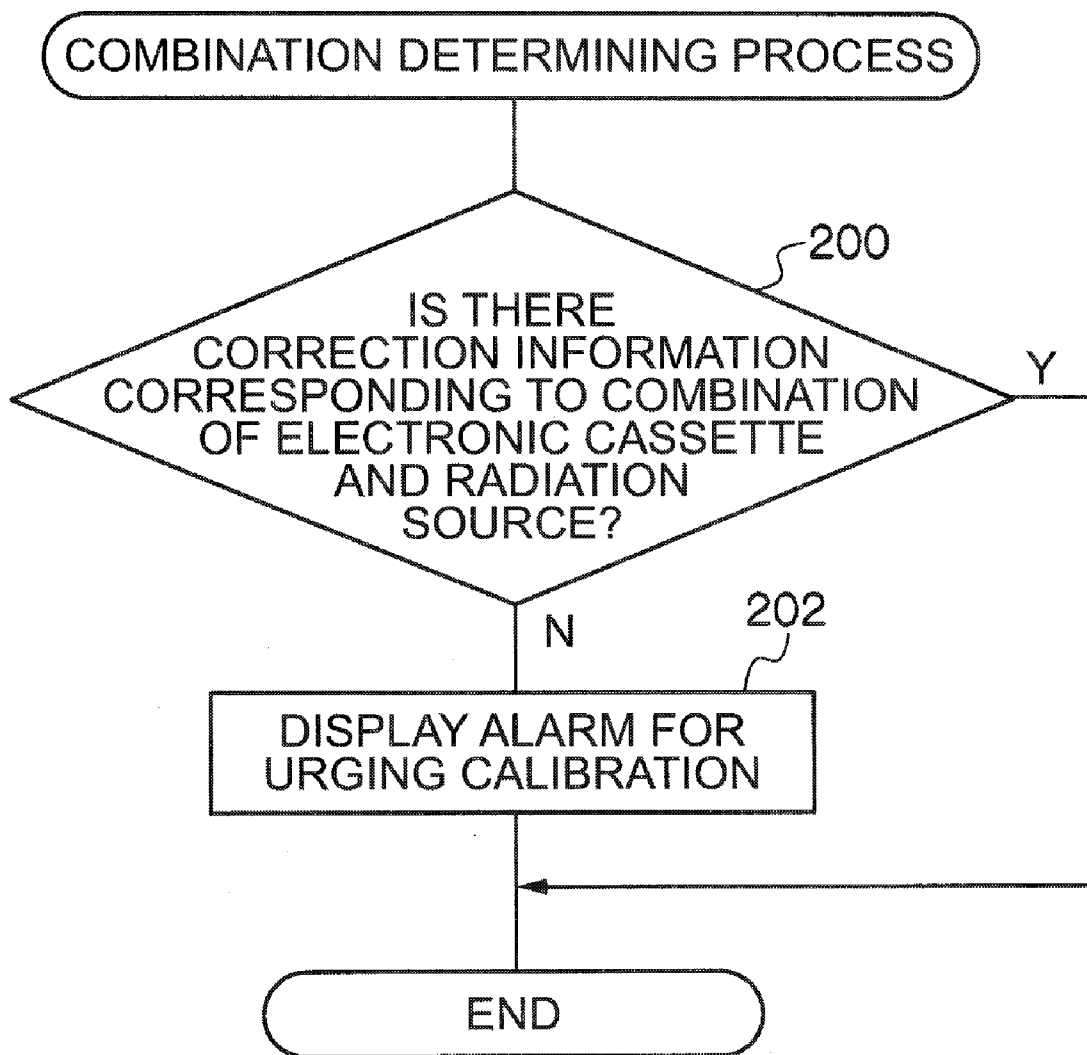 COMBINATION DETERMINING PROCESS
200
IS THERE
CORRECTION INFORMATION
CORRESPONDING TO COMBINATION
OF ELECTRONIC CASSETTE
AND RADIATION
SOURCE?
Y
N
202
DISPLAY ALARM FOR
URGING CALIBRATION
END